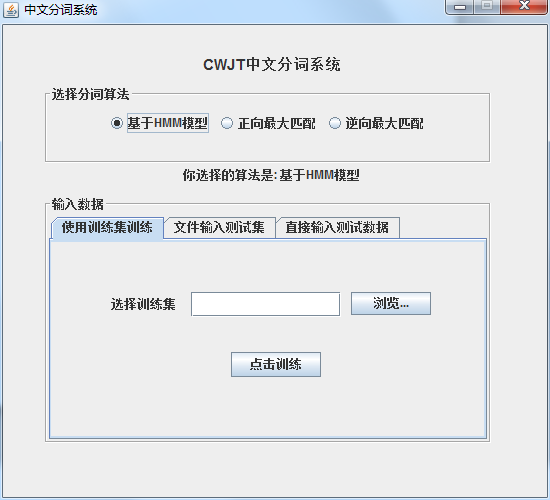 中文分词系统
CWJT中文分词系统
选择分词算法
基于HMM模型 正向最大匹配 逆向最大匹配
你选择的算法是:基于HMM模型
输入数据
使用训练集训练 文件输入测试集 直接输入测试数据
选择训练集 浏览...
点击训练